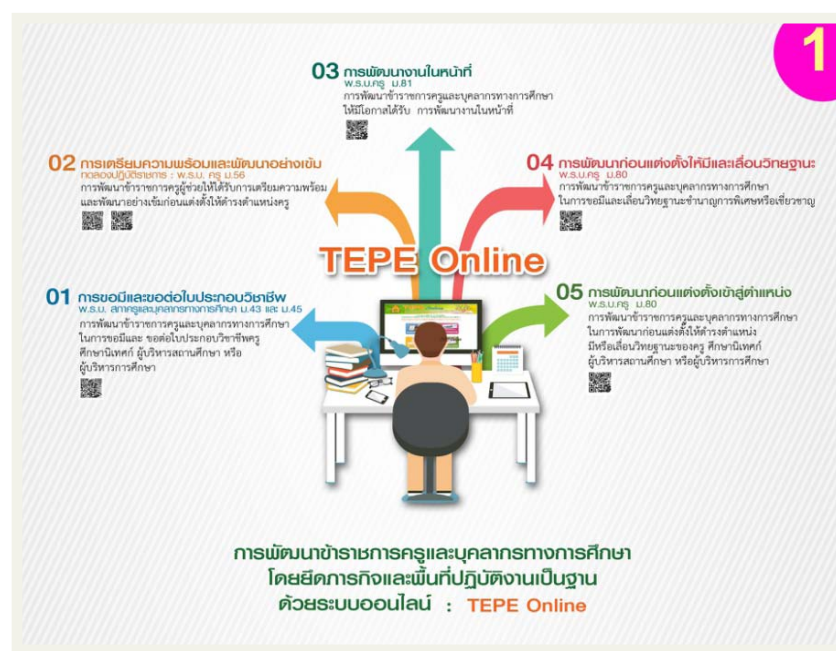 1
03 การพัฒนางานในหน้าที่
พ.ร.บ.ครู ม.81
การพัฒนาข้าราชการครูและบุคลากรทางการศึกษา
ให้มีโอกาสได้รับ การพัฒนางานในหน้าที่
02 การเตรียมความพร้อมและพัฒนาอย่างเข้ม
ทดลองปฏิบัติราชการ : พ.ร.บ. ครู ม.56
การพัฒนาข้าราชการครูผู้ช่วยให้ได้รับการเตรียมความพร้อม
และพัฒนาอย่างเข้มก่อนแต่งตั้งให้ดำรงตำแหน่งครู
04 การพัฒนาก่อนแต่งตั้งให้มีและเลื่อนวิทยฐานะ
พ.ร.บ.ครู ม.80
การพัฒนาข้าราชการครูและบุคลากรทางการศึกษา
ในการขอมีและเลื่อนวิทยฐานะชำนาญการพิเศษหรือเชี่ยวชาญ
TEPE Online
01 การขอมีและขอต่อใบประกอบวิชาชีพ
พ.ร.บ. สภาครูและบุคลากรทางการศึกษา ม.43 และ ม.45
การพัฒนาข้าราชการครูและบุคลากรทางการศึกษา
ในการขอมีและ ขอต่อใบประกอบวิชาชีพครู
ศึกษานิเทศก์ ผู้บริหารสถานศึกษา หรือ
ผู้บริหารการศึกษา
05 การพัฒนาก่อนแต่งตั้งเข้าสู่ตำแหน่ง
พ.ร.บ.ครู ม.80
การพัฒนาข้าราชการครูและบุคลากรทางการศึกษา
ในการพัฒนาก่อนแต่งตั้งให้ดำรงตำแหน่ง
มีหรือเลื่อนวิทยฐานะของครู ศึกษานิเทศก์
ผู้บริหารสถานศึกษา หรือผู้บริหารการศึกษา
การพัฒนาข้าราชการครูและบุคลากรทางการศึกษา
โดยยึดภารกิจและพื้นที่ปฏิบัติงานเป็นฐาน
ด้วยระบบออนไลน์ : TEPE Online